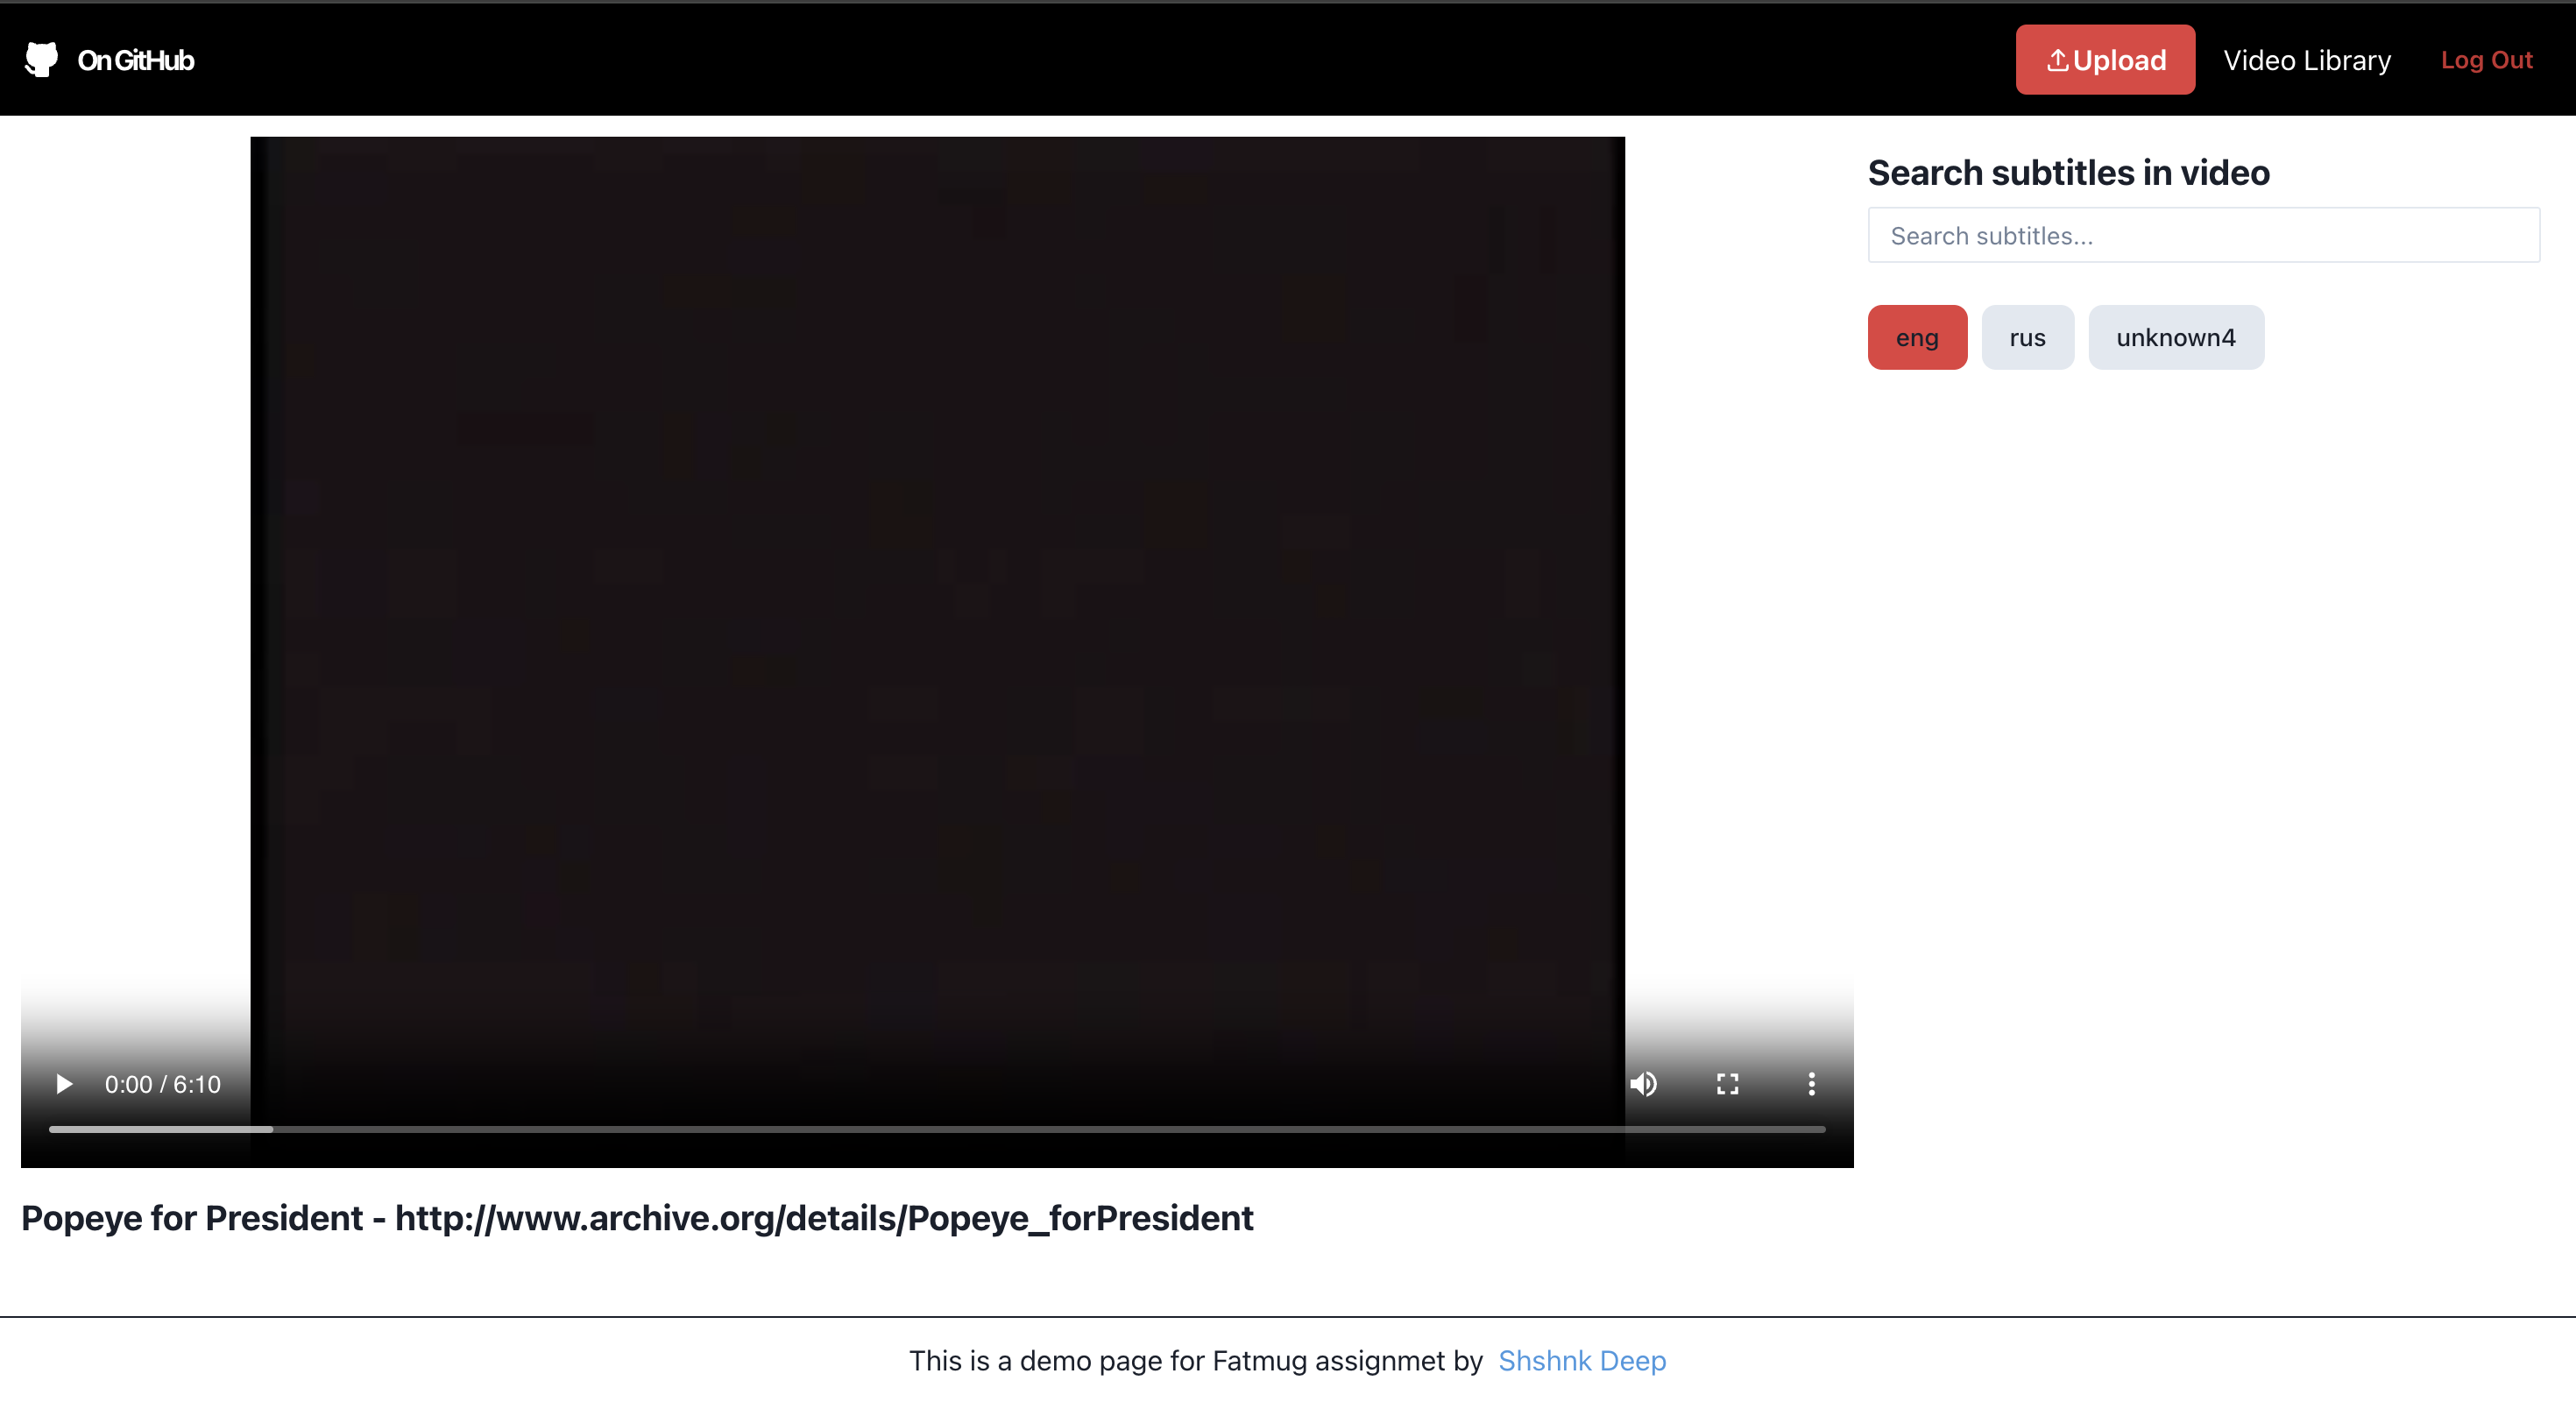 On GitHub
Upload
Video Library
Log Out
Search subtitles in video
Search subtitles...
eng
rus
unknown4
0:00 / 6:10
Popeye for President - http://www.archive.org/details/Popeye_forPresident
This is a demo page for Fatmug assignmet by Shshnk Deep